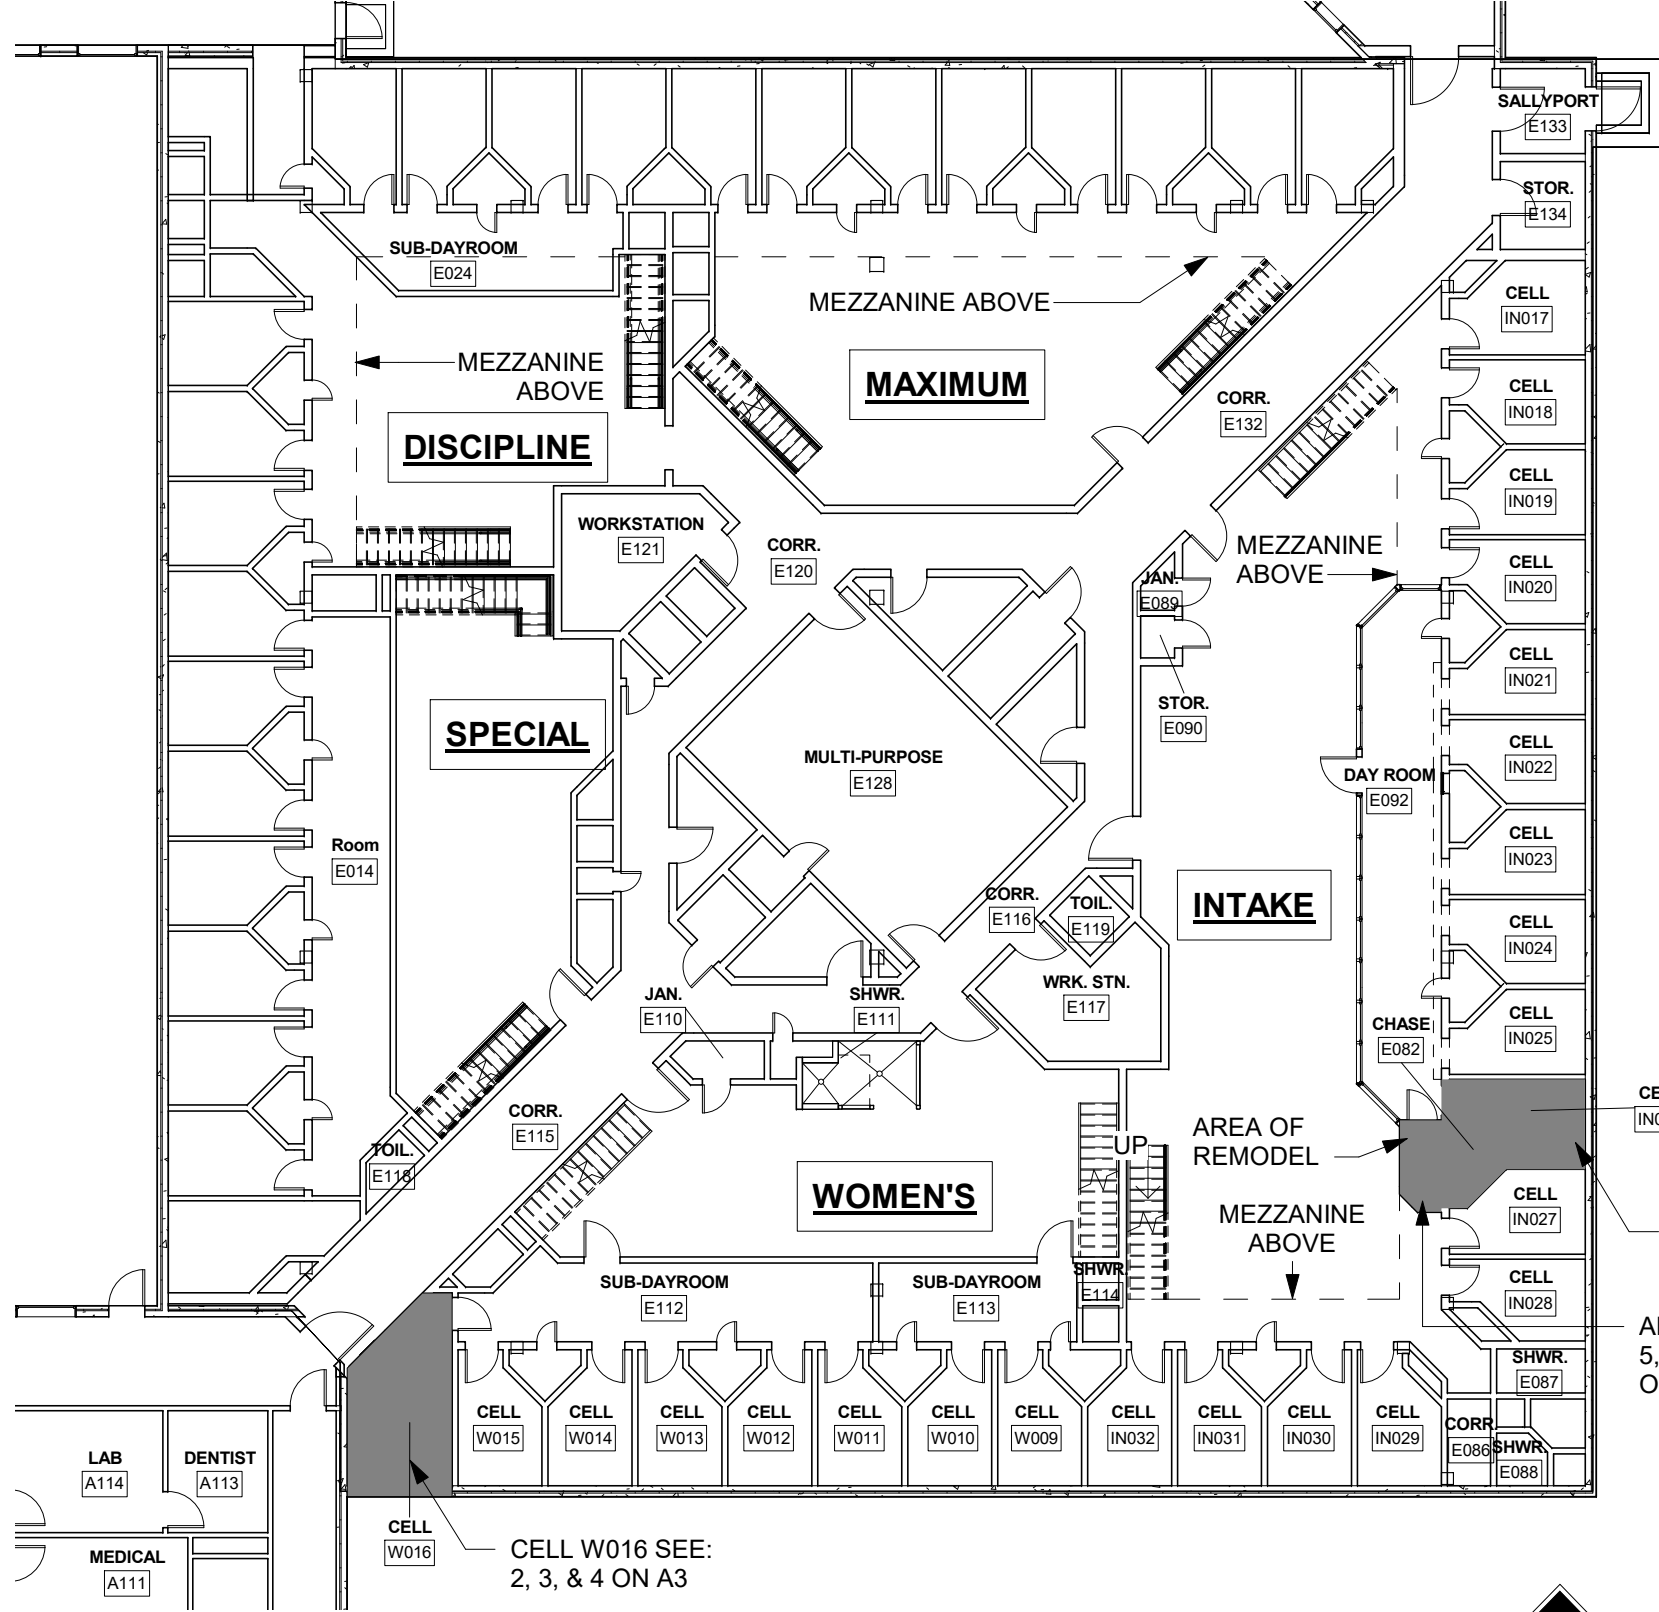 SALLYPORT
E133
STOR.
E134
SUB-DAYROOM
E024
MEZZANINE ABOVE
CELL
IN017
MEZZANINE
ABOVE
MAXIMUM
CORR.
E132
CELL
IN018
DISCIPLINE
CELL
IN019
WORKSTATION
E121
CORR.
E120
MEZZANINE
ABOVE
JAN.
E089
CELL
IN020
CELL
IN021
STOR.
E090
SPECIAL
MULTI-PURPOSE
E128
CELL
IN022
DAY ROOM
E092
Room
E014
CELL
IN023
CORR.
E116
TOIL.
E119
INTAKE
CELL
IN024
JAN.
E110
SHWR.
E111
WRK. STN.
E117
CHASE
E082
CELL
IN025
CORR.
E115
UP
AREA OF
REMODEL
TOIL.
E118
WOMEN'S
CELL
IN027
MEZZANINE
ABOVE
SUB-DAYROOM
E112
SUB-DAYROOM
E113
SHWR.
E114
CELL
IN028
SHWR.
E087
5,
CELL
W015
CELL
W014
CELL
W013
CELL
W012
CELL
W011
CELL
W010
CELL
W009
CELL
IN032
CELL
IN031
CELL
IN030
CELL
IN029
CORR.
E086
SHWR.
E088
LAB
A114
DENTIST
A113
CELL
W016
CELL W016 SEE:
2, 3, & 4 ON A3
MEDICAL
A111